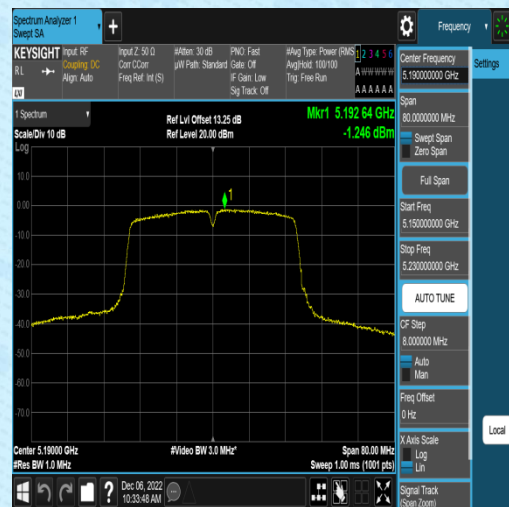 Spectrum Analyzer 1
Swept SA
Frequency
KEYSIGHT
Input: RF
Input Z: 50 Ω
#Atten: 30 dB
PNO: Fast
#Avg Type: Power (RMS
1 2 3 4 5 6
RL
Coupling: DC
Corr CCorr
µW Path: Standard
Gate: Off
Avg|Hold: 100/100
Align: Auto
Freq Ref: Int (S)
IF Gain: Low
Trig: Free Run
A W W W W W
Sig Track: Off
A A A A A A
LXI
1 Spectrum
Ref Lvl Offset 13.25 dB
Mkr1 5.192 64 GHz
Scale/Div 10 dB
Ref Level 20.00 dBm
-1.246 dBm
Log
10.0
0.00
-10.0
-20.0
-30.0
-40.0
-50.0
-60.0
-70.0
1
Center 5.19000 GHz
#Video BW 3.0 MHz*
Span 80.00 MHz
#Res BW 1.0 MHz
Sweep 1.00 ms (1001 pts)
Dec 06, 2022
10:33:48 AM
Center Frequency
5.190000000 GHz
Settings
Span
80.0000000 MHz
Swept Span
Zero Span
Full Span
Start Freq
5.150000000 GHz
Stop Freq
5.230000000 GHz
AUTO TUNE
CF Step
8.000000 MHz
Auto
Man
Freq Offset
0 Hz
Local
X Axis Scale
Log
Lin
Signal Track
(Span Zoom)